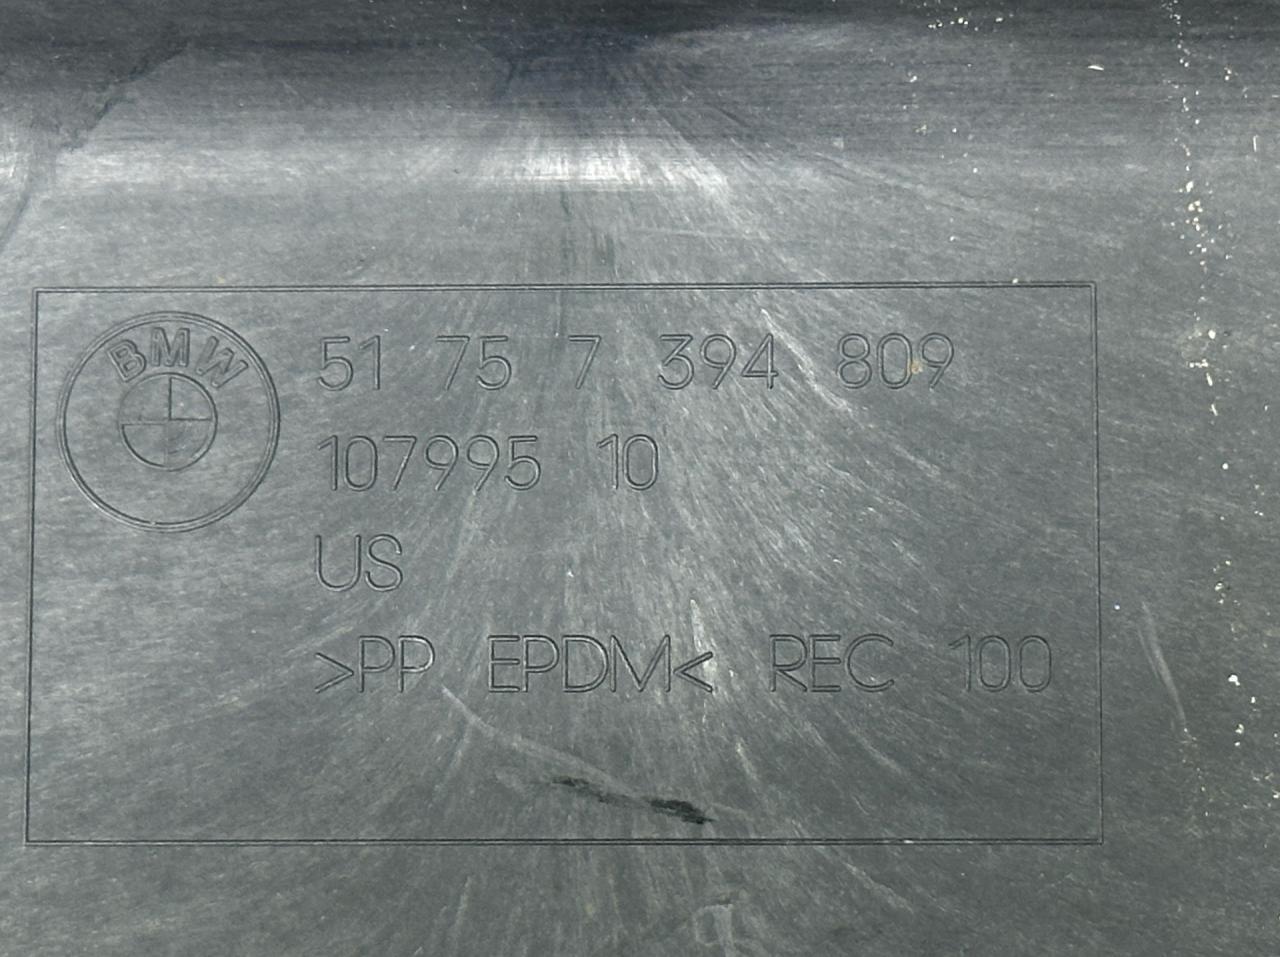 BMW
51 75 7 394 809
107995 10
US
>PP EPDM< REC 100